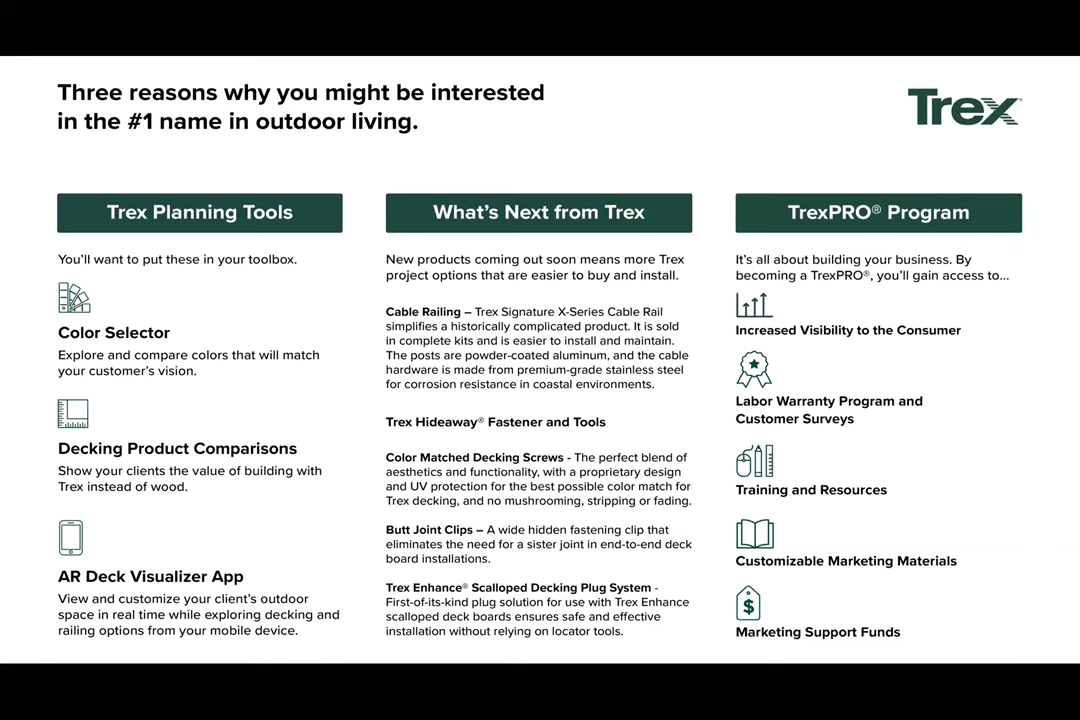 Three reasons why you might be interested
in the #1 name in outdoor living.
Trex®
Trex Planning Tools
You’ll want to put these in your toolbox.
Color Selector
Explore and compare colors that will match
your customer’s vision.
Decking Product Comparisons
Show your clients the value of building with
Trex instead of wood.
AR Deck Visualizer App
View and customize your client’s outdoor
space in real time while exploring decking and
railing options from your mobile device.
What’s Next from Trex
New products coming out soon means more Trex
project options that are easier to buy and install.
Cable Railing – Trex Signature X-Series Cable Rail
simplifies a historically complicated product. It is sold
in complete kits and is easier to install and maintain.
The posts are powder-coated aluminum, and the cable
hardware is made from premium-grade stainless steel
for corrosion resistance in coastal environments.
Trex Hideaway® Fastener and Tools
Color Matched Decking Screws - The perfect blend of
aesthetics and functionality, with a proprietary design
and UV protection for the best possible color match for
Trex decking, and no mushrooming, stripping or fading.
Butt Joint Clips – A wide hidden fastening clip that
eliminates the need for a sister joint in end-to-end deck
board installations.
Trex Enhance® Scalloped Decking Plug System -
First-of-its-kind plug solution for use with Trex Enhance
scalloped deck boards ensures safe and effective
installation without relying on locator tools.
TrexPRO® Program
It’s all about building your business. By
becoming a TrexPRO®, you’ll gain access to...
Increased Visibility to the Consumer
Labor Warranty Program and
Customer Surveys
Training and Resources
Customizable Marketing Materials
$
Marketing Support Funds